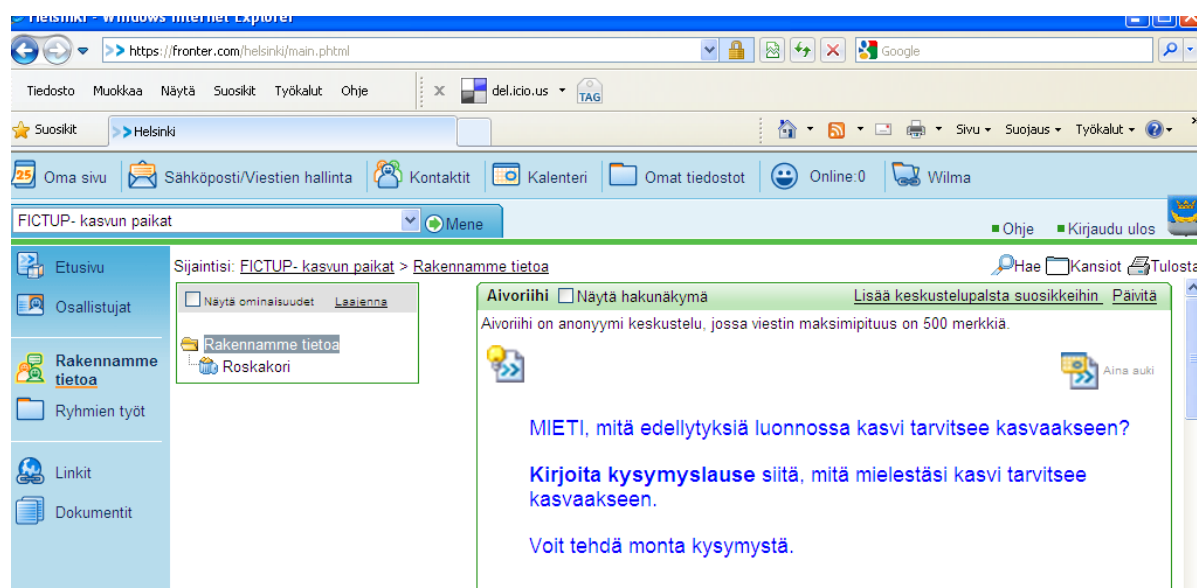 Helsinki - Windows Internet Explorer
https://fronter.com/helsinki/main.phtml
Google
Tiedosto Muokkaa Näytä Suosikit Työkalut Ohje x del.icio.us TAG
Suosikit >> Helsinki Sivu Suojaus Työkalut
25 Oma sivu Sähköposti/Viestien hallinta Kontaktit Kalenteri Omat tiedostot Online:0 Wilma
FICTUP- kasvun paikat Mene
Ohje Kirjaudu ulos
Etusivu
Osallistujat
Rakennamme
tietoa
Ryhmien työt
Linkit
Dokumentit
Sijaintisi: FICTUP- kasvun paikat > Rakennamme tietoa
Hae Kansiot Tulosta
Näytä ominaisuudet Laajenna
Rakennamme tietoa
Roskakori
Aivoriihi Näytä hakunäkymä Lisää keskustelupalsta suosikkeihin Päivitä
Aivoriihi on anonyymi keskustelu, jossa viestin maksimipituus on 500 merkkiä.
Aina auki
MIETI, mitä edellytyksiä luonnossa kasvi tarvitsee kasvaakseen?
Kirjoita kysymyslause siitä, mitä mielestäsi kasvi tarvitsee
kasvaakseen.
Voit tehdä monta kysymystä.